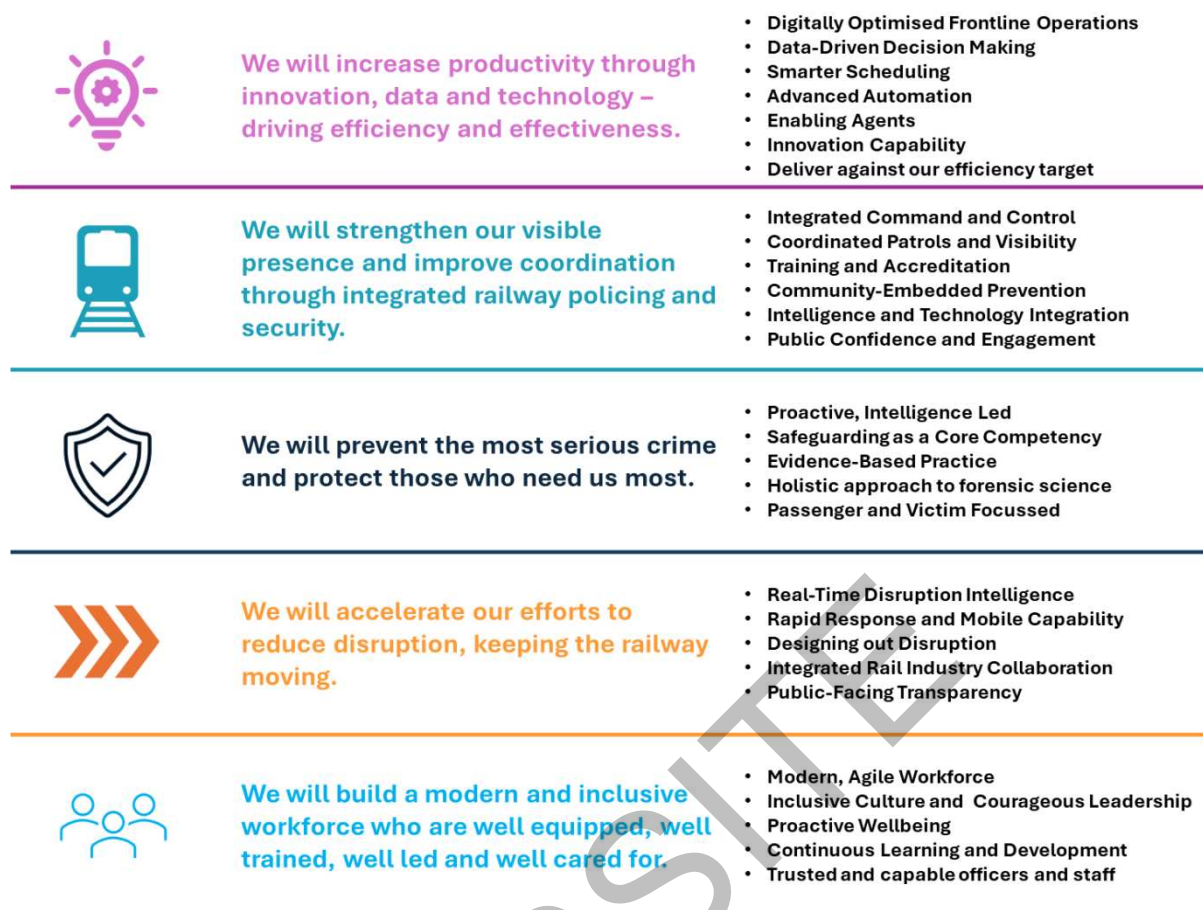 We will increase productivity through
innovation, data and technology –
driving efficiency and effectiveness.
• Digitally Optimised Frontline Operations
• Data-Driven Decision Making
• Smarter Scheduling
• Advanced Automation
• Enabling Agents
• Innovation Capability
• Deliver against our efficiency target
We will strengthen our visible
presence and improve coordination
through integrated railway policing and
security.
• Integrated Command and Control
• Coordinated Patrols and Visibility
• Training and Accreditation
• Community-Embedded Prevention
• Intelligence and Technology Integration
• Public Confidence and Engagement
We will prevent the most serious crime
and protect those who need us most.
• Proactive, Intelligence Led
• Safeguarding as a Core Competency
• Evidence-Based Practice
• Holistic approach to forensic science
• Passenger and Victim Focussed
We will accelerate our efforts to
reduce disruption, keeping the railway
moving.
• Real-Time Disruption Intelligence
• Rapid Response and Mobile Capability
• Designing out Disruption
• Integrated Rail Industry Collaboration
• Public-Facing Transparency
We will build a modern and inclusive
workforce who are well equipped, well
trained, well led and well cared for.
• Modern, Agile Workforce
• Inclusive Culture and Courageous Leadership
• Proactive Wellbeing
• Continuous Learning and Development
• Trusted and capable officers and staff
SITE